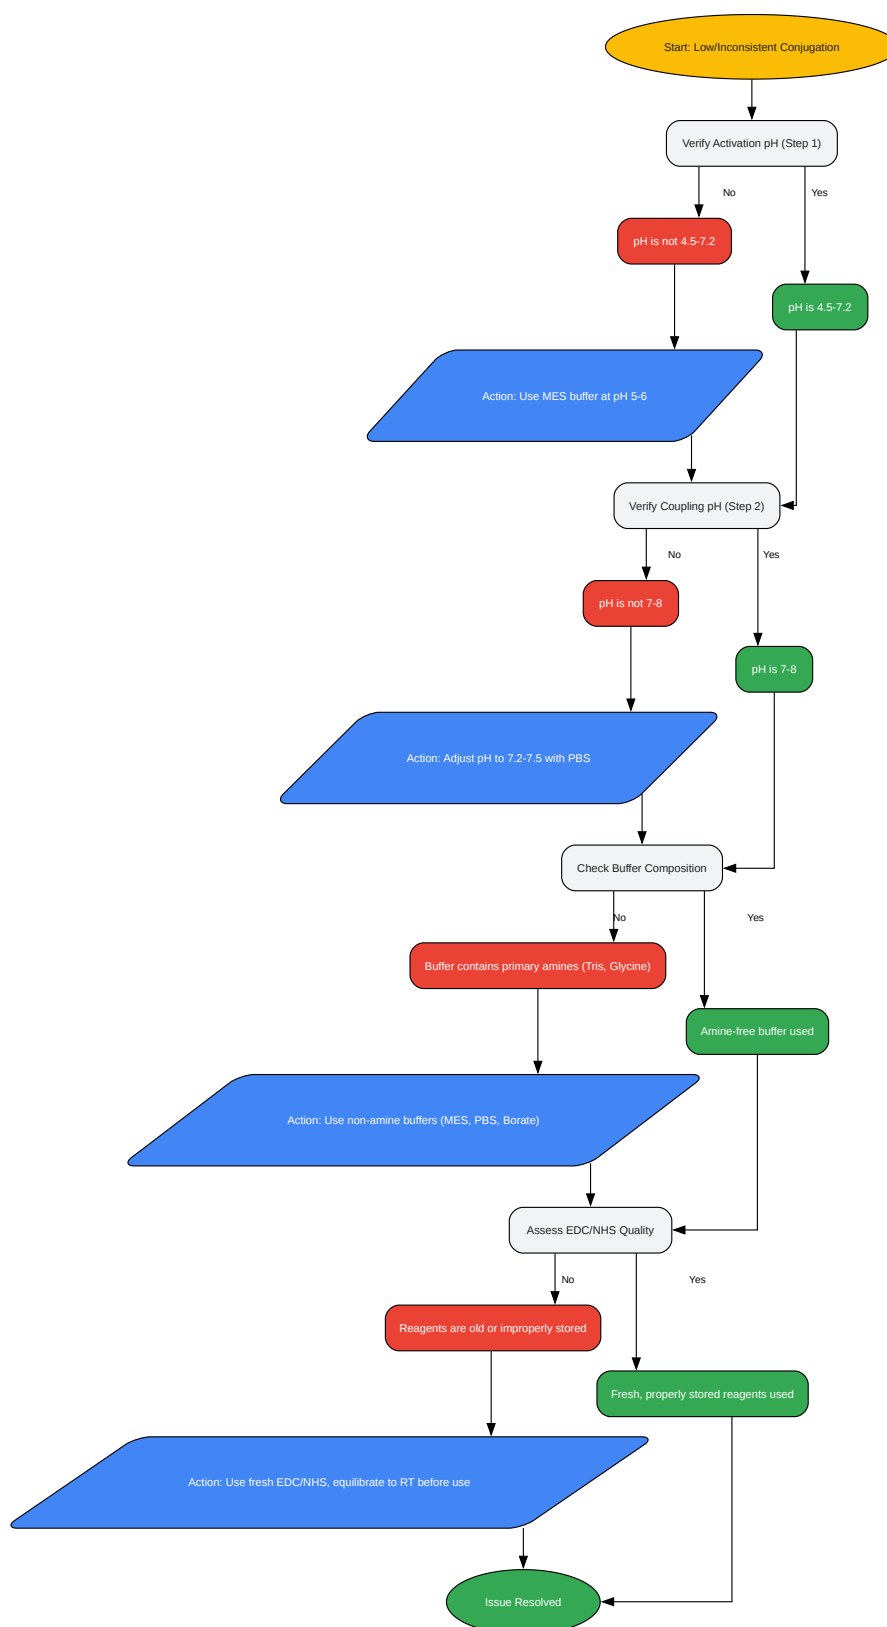 Start: Low/Inconsistent Conjugation
Verify Activation pH (Step 1)
No
Yes
pH is not 4.5-7.2
pH is 4.5-7.2
Action: Use MES buffer at pH 5-6
Verify Coupling pH (Step 2)
No
Yes
pH is not 7-8
pH is 7-8
Action: Adjust pH to 7.2-7.5 with PBS
Check Buffer Composition
No
Yes
Buffer contains primary amines (Tris, Glycine)
Amine-free buffer used
Action: Use non-amine buffers (MES, PBS, Borate)
Assess EDC/NHS Quality
No
Yes
Reagents are old or improperly stored
Fresh, properly stored reagents used
Action: Use fresh EDC/NHS, equilibrate to RT before use
Issue Resolved